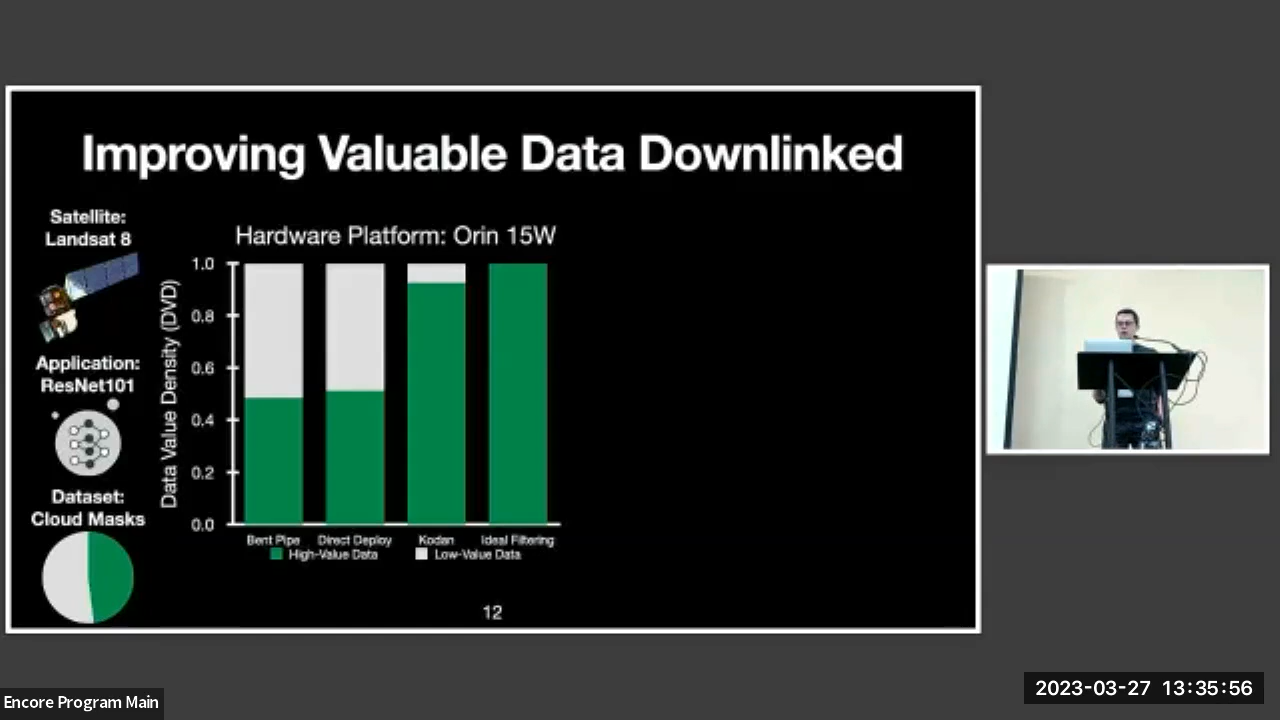 Improving Valuable Data Downlinked
Satellite:
Landsat 8
Application:
ResNet101
Dataset:
Cloud Masks
Hardware Platform: Orin 15W
Data Value Density (DVD)
1.0
0.8
0.6
0.4
0.2
0.0
Bent Pipe Direct Deploy Kodan Ideal Filtering
High-Value Data Low-Value Data
12
Encore Program Main
2023-03-27 13:35:56